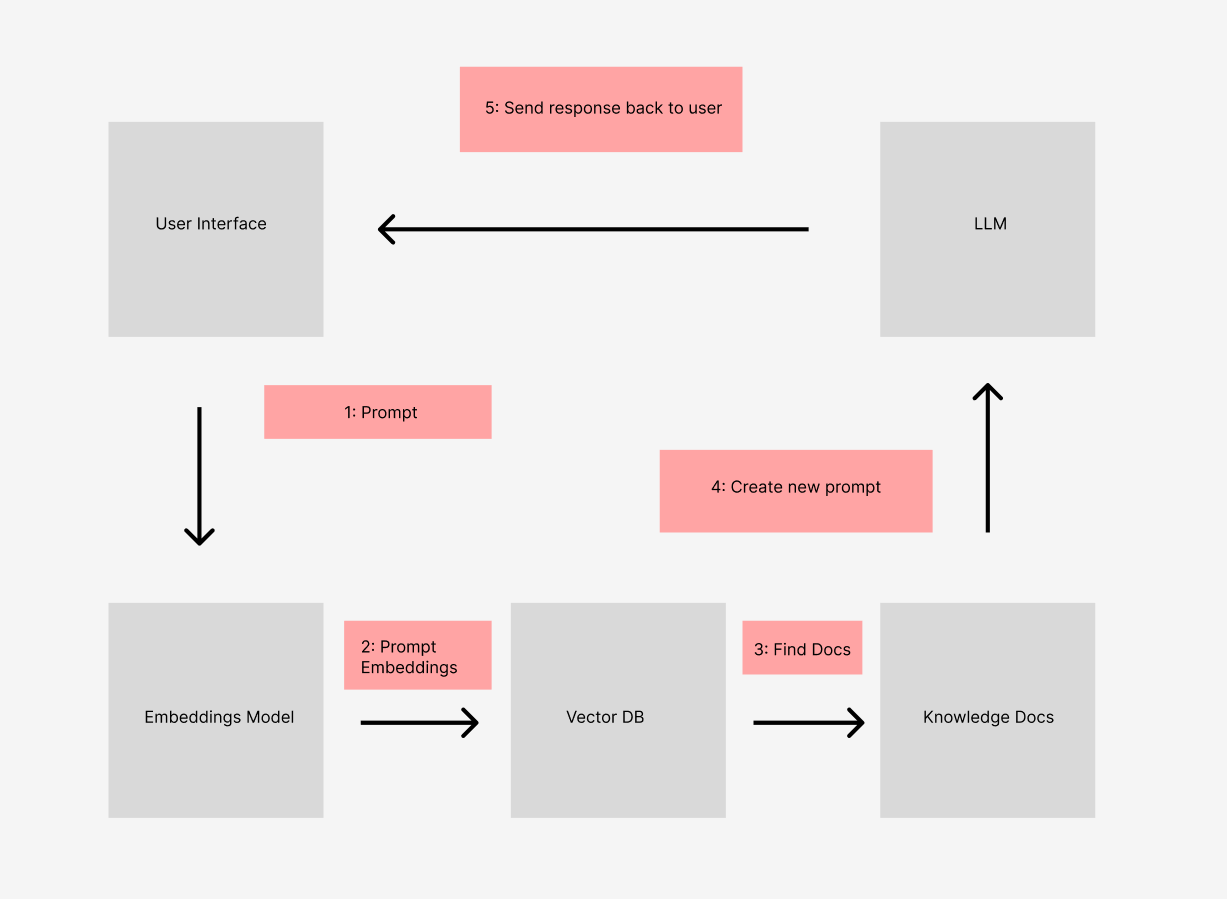 5: Send response back to user
User Interface
LLM
1: Prompt
4: Create new prompt
2: Prompt
Embeddings
3: Find Docs
Embeddings Model
Vector DB
Knowledge Docs